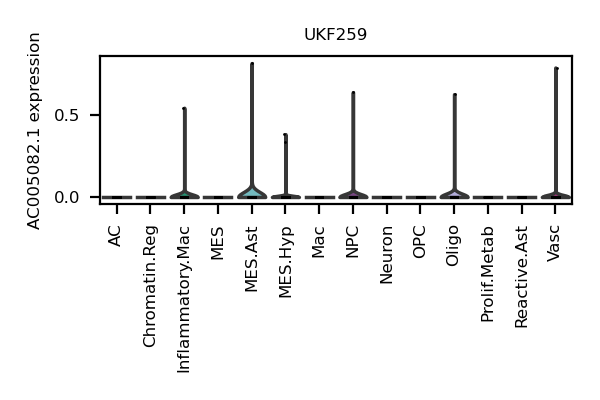 UKF259
AC005082.1 expression
0.5
0.0
AC
Chromatin.Reg
Inflammatory.Mac
MES
MES.Ast
MES.Hyp
Mac
NPC
Neuron
OPC
Oligo
Prolif.Metab
Reactive.Ast
Vasc